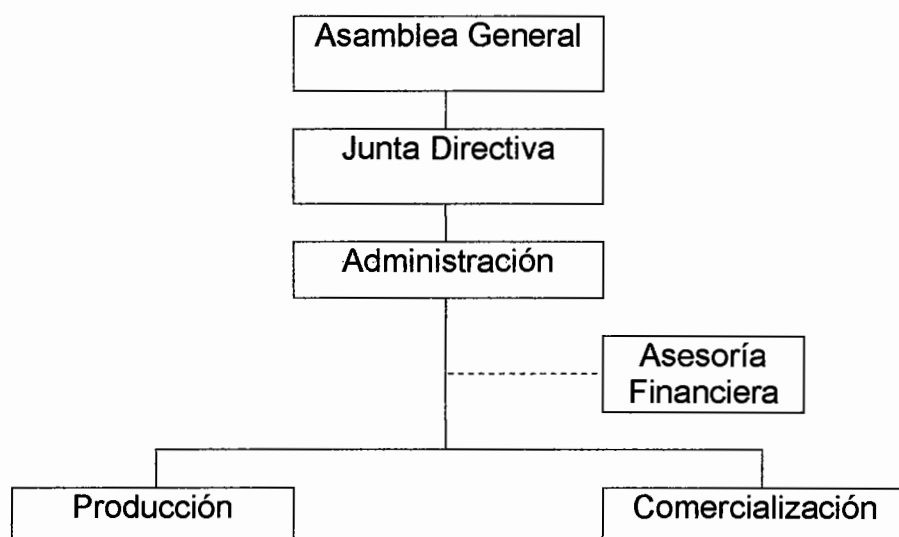 Asamblea General
Junta Directiva
Administración
Asesoría
Financiera
Producción
Comercialización